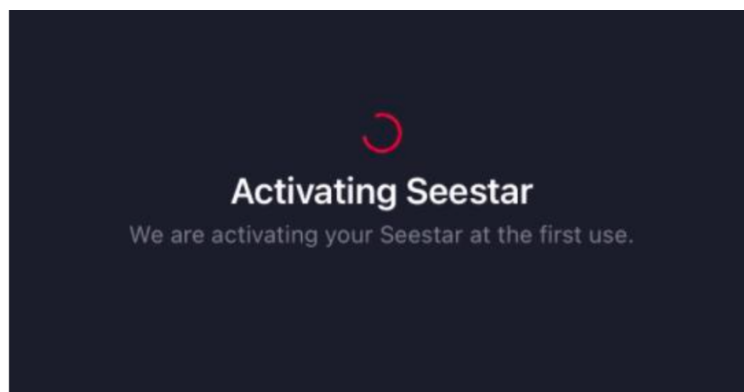 Activating Seestar
We are activating your Seestar at the first use.